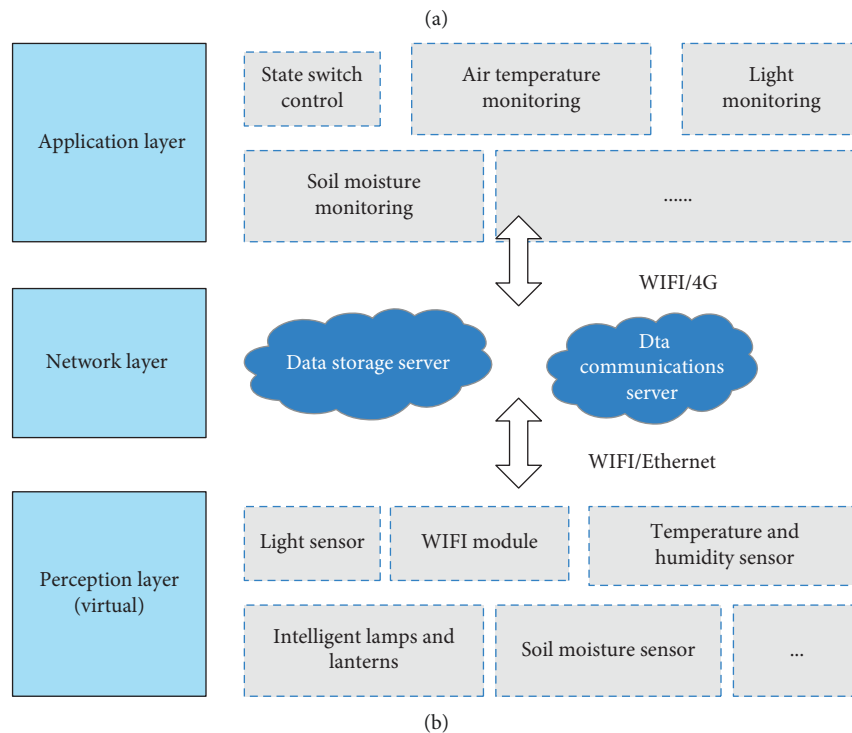 (a)
Application layer
State switch
control
Air temperature
monitoring
Light
monitoring
Soil moisture
monitoring
......
WIFI/4G
Network layer
Data storage server
Dta
communications
server
WIFI/Ethernet
Perception layer
(virtual)
Light sensor
WIFI module
Temperature and
humidity sensor
Intelligent lamps and
lanterns
Soil moisture sensor
...
(b)